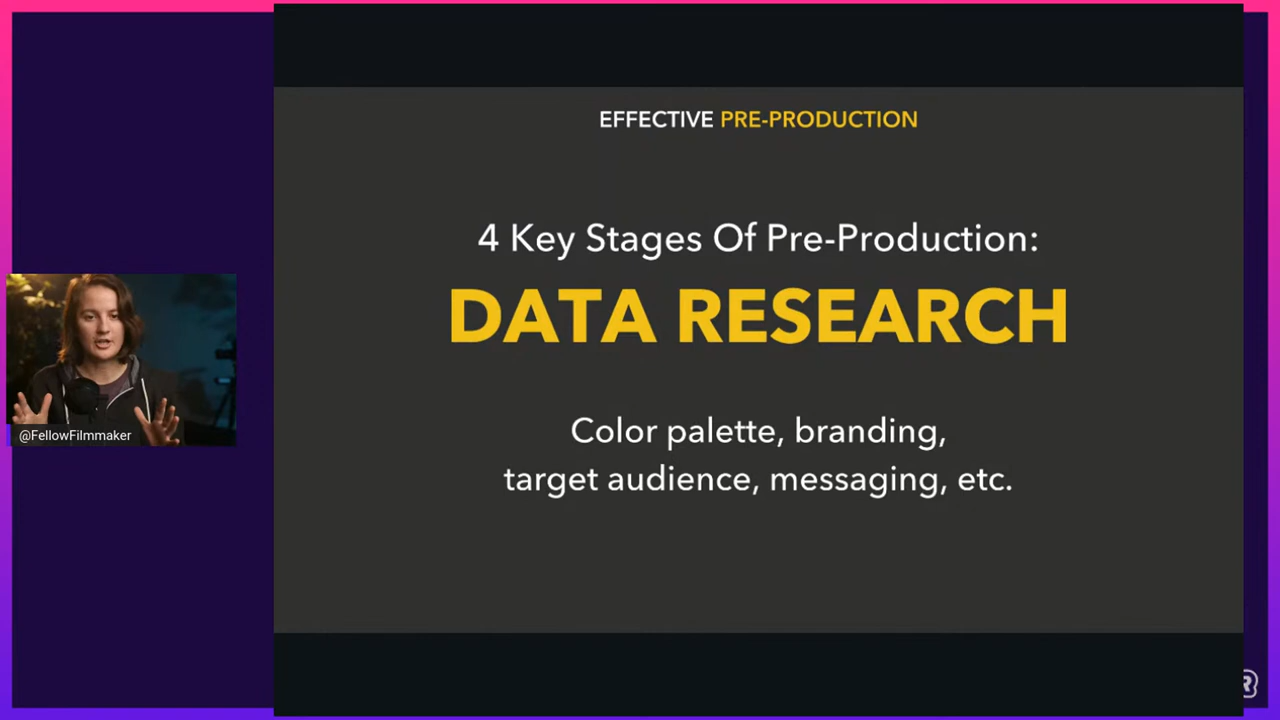 EFFECTIVE PRE-PRODUCTION
4 Key Stages Of Pre-Production:
DATA RESEARCH
Color palette, branding,
target audience, messaging, etc.
@FellowFilmmaker
R